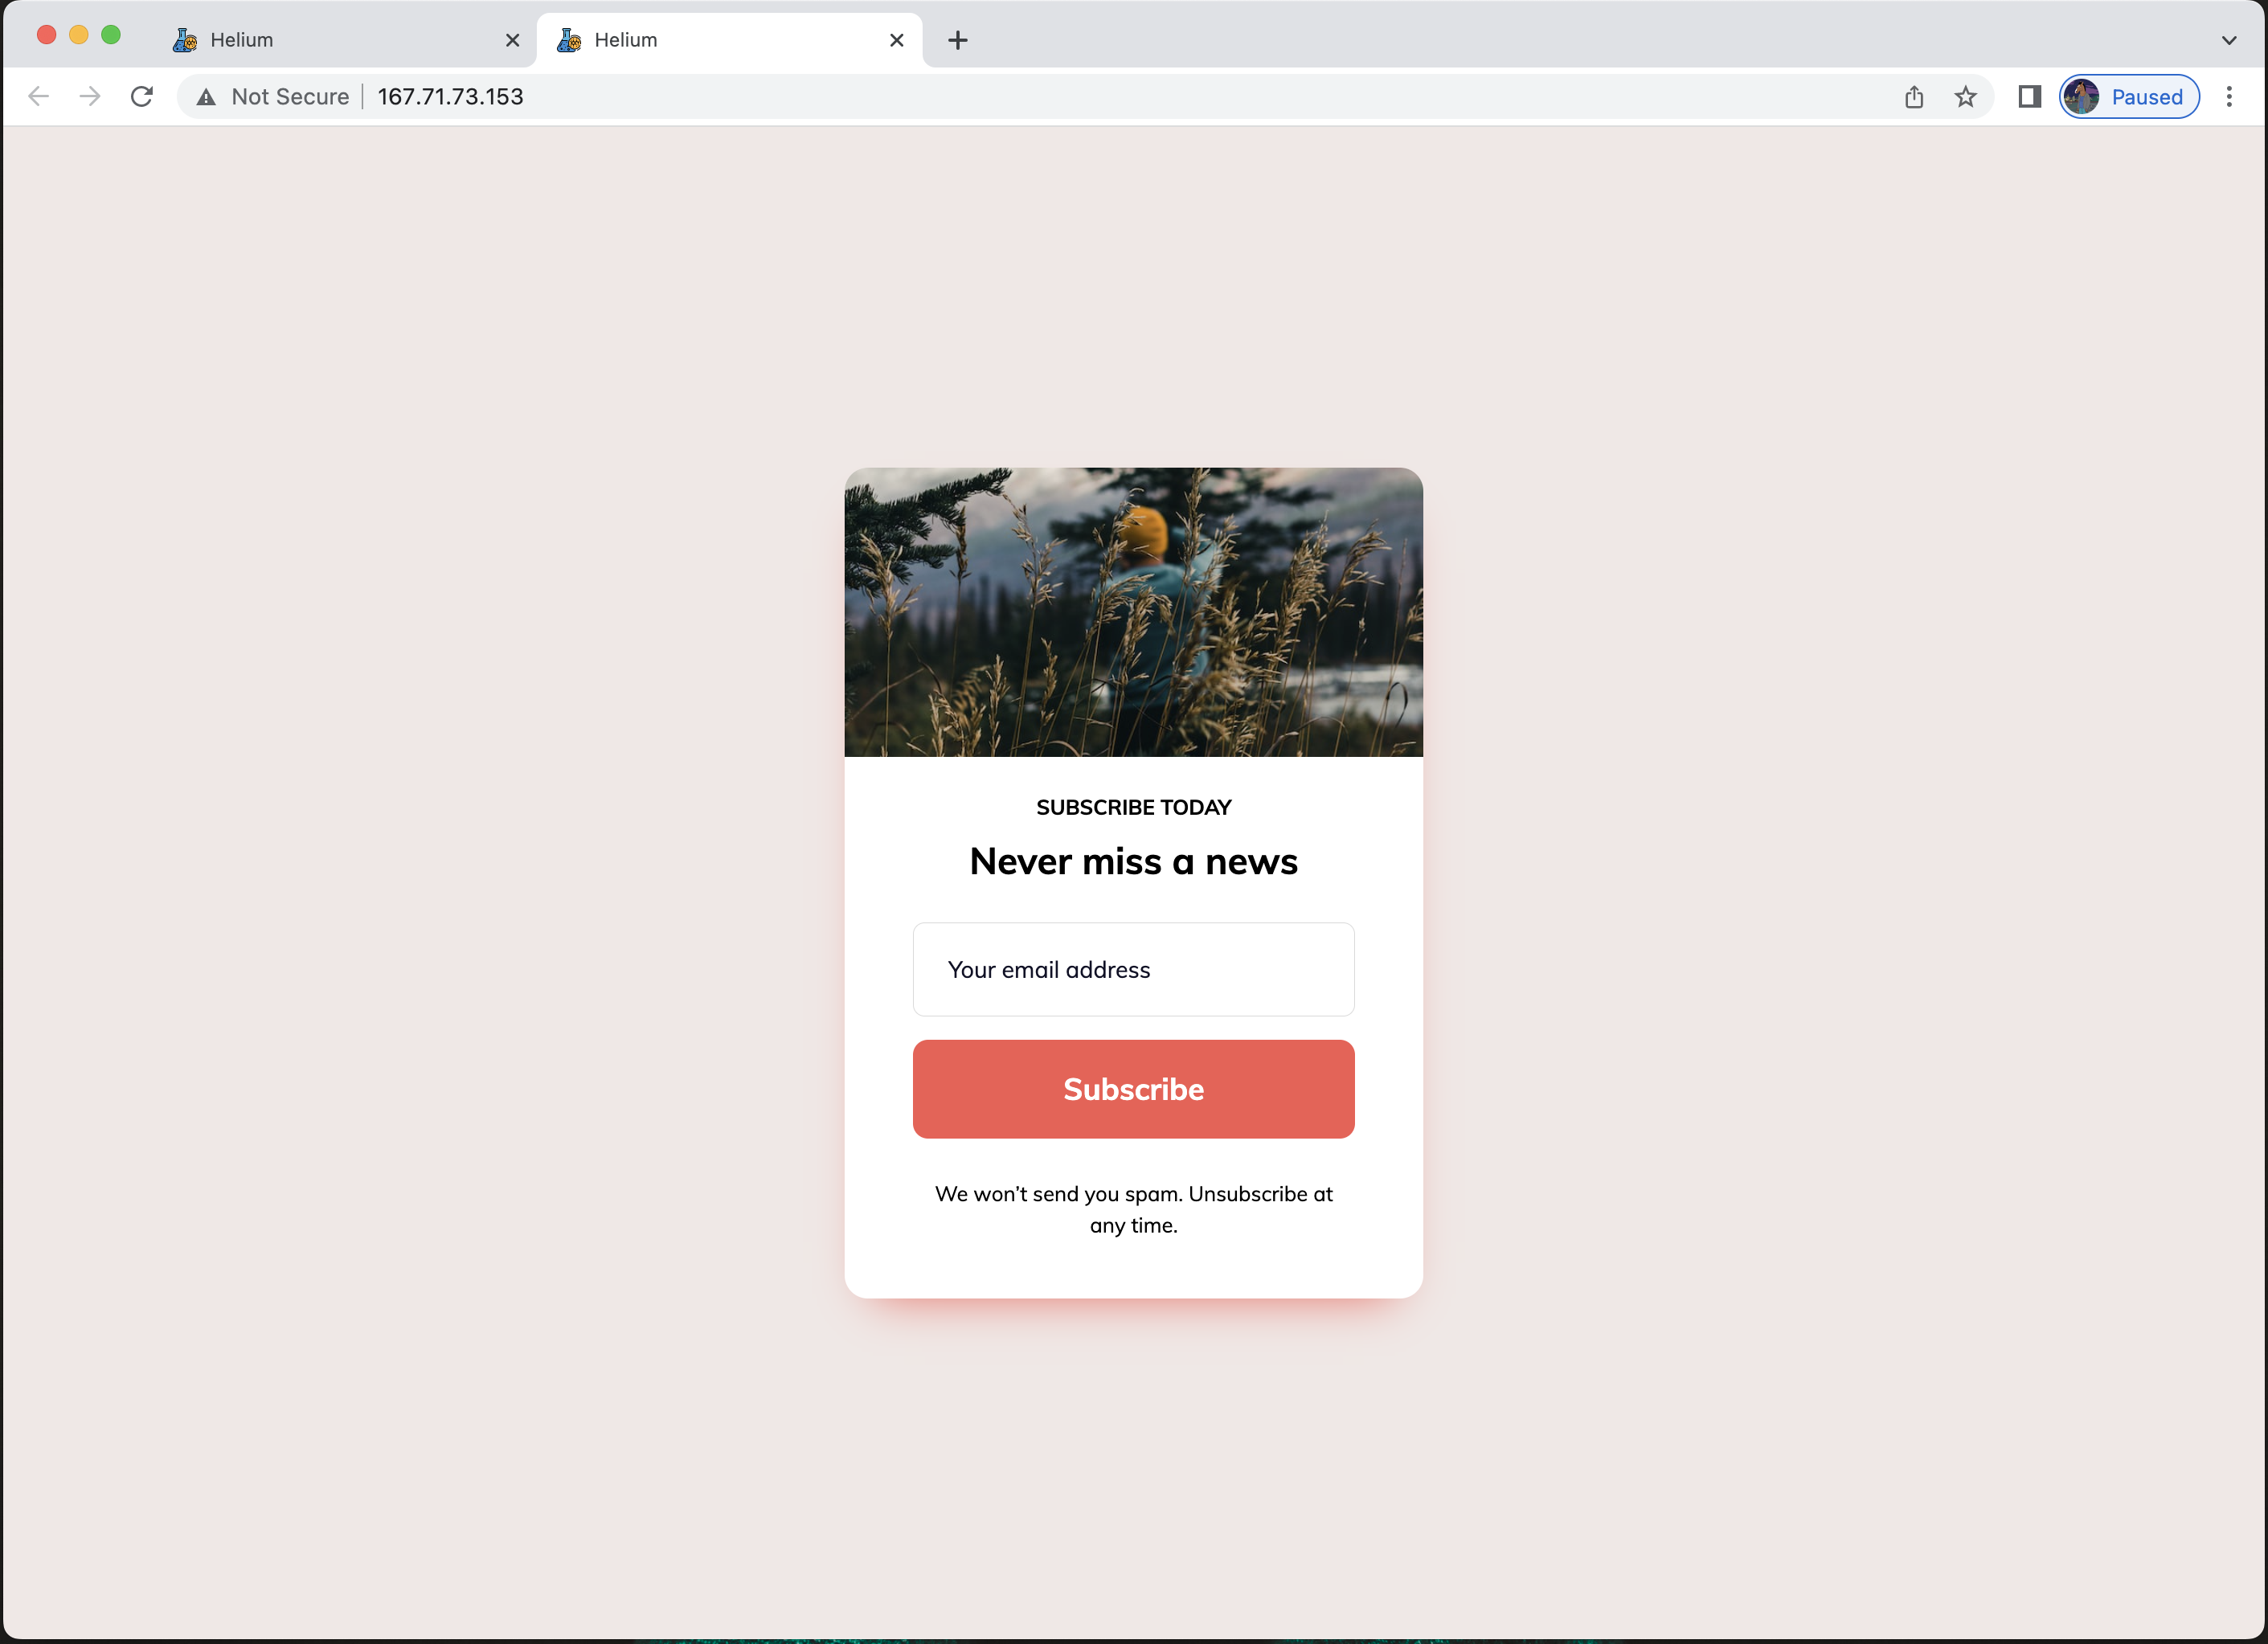 Helium
Helium
Not Secure
167.71.73.153
Paused
SUBSCRIBE TODAY
Never miss a news
Your email address
Subscribe
We won’t send you spam. Unsubscribe at
any time.